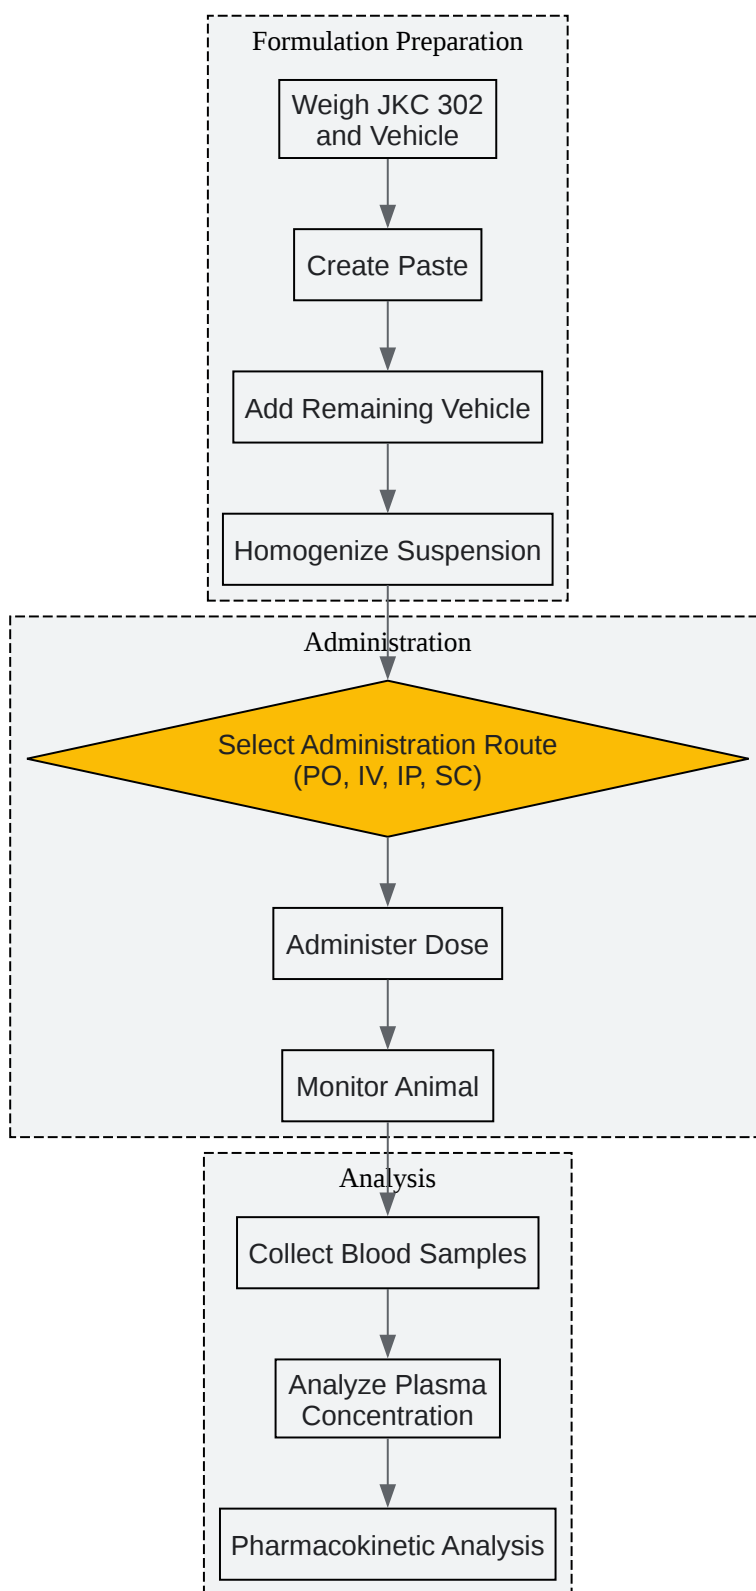 Formulation Preparation
Weigh JKC 302
and Vehicle
Create Paste
Add Remaining Vehicle
Homogenize Suspension
Administration
Select Administration Route
(PO, IV, IP, SC)
Administer Dose
Monitor Animal
Analysis
Collect Blood Samples
Analyze Plasma
Concentration
Pharmacokinetic Analysis